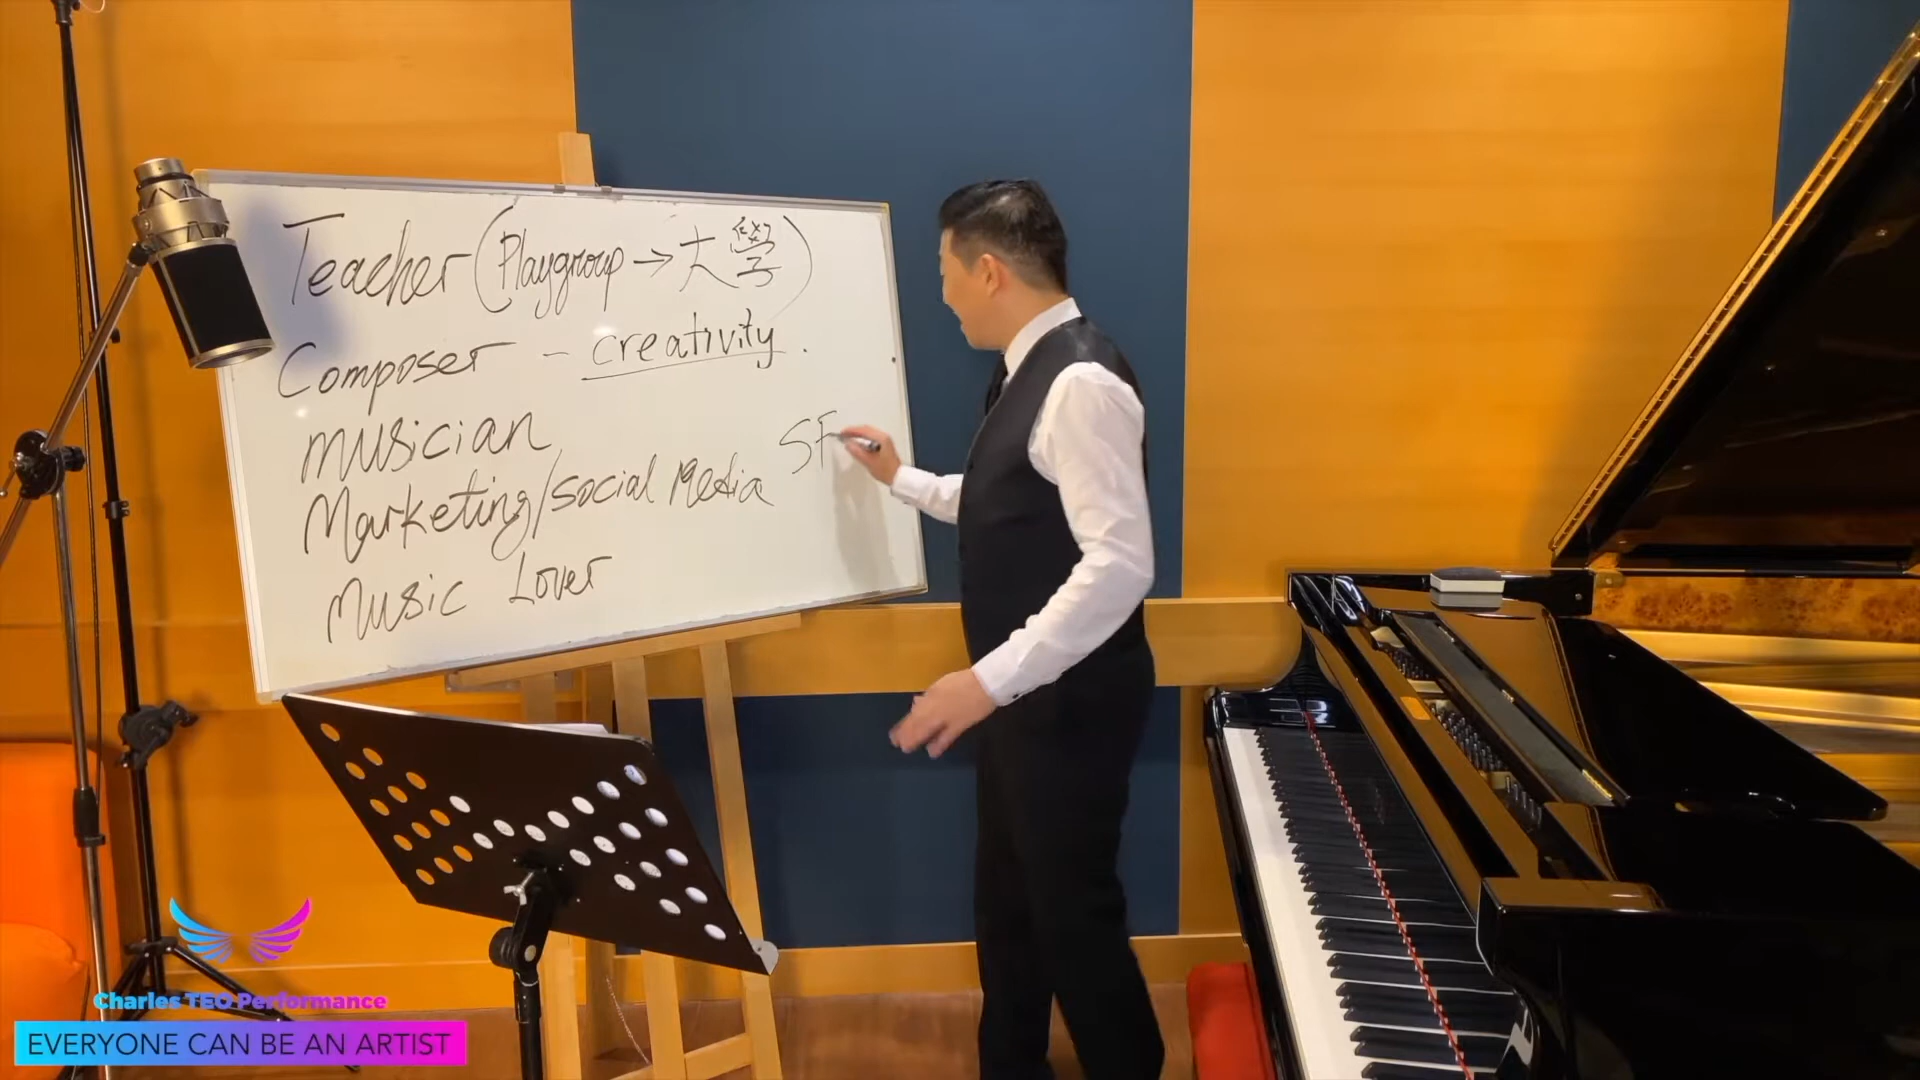 Teacher (Playgroup → 大學)
Composer - creativity.
musician
Marketing/social Media SF
Music Lover
Charles TEO Performance
EVERYONE CAN BE AN ARTIST